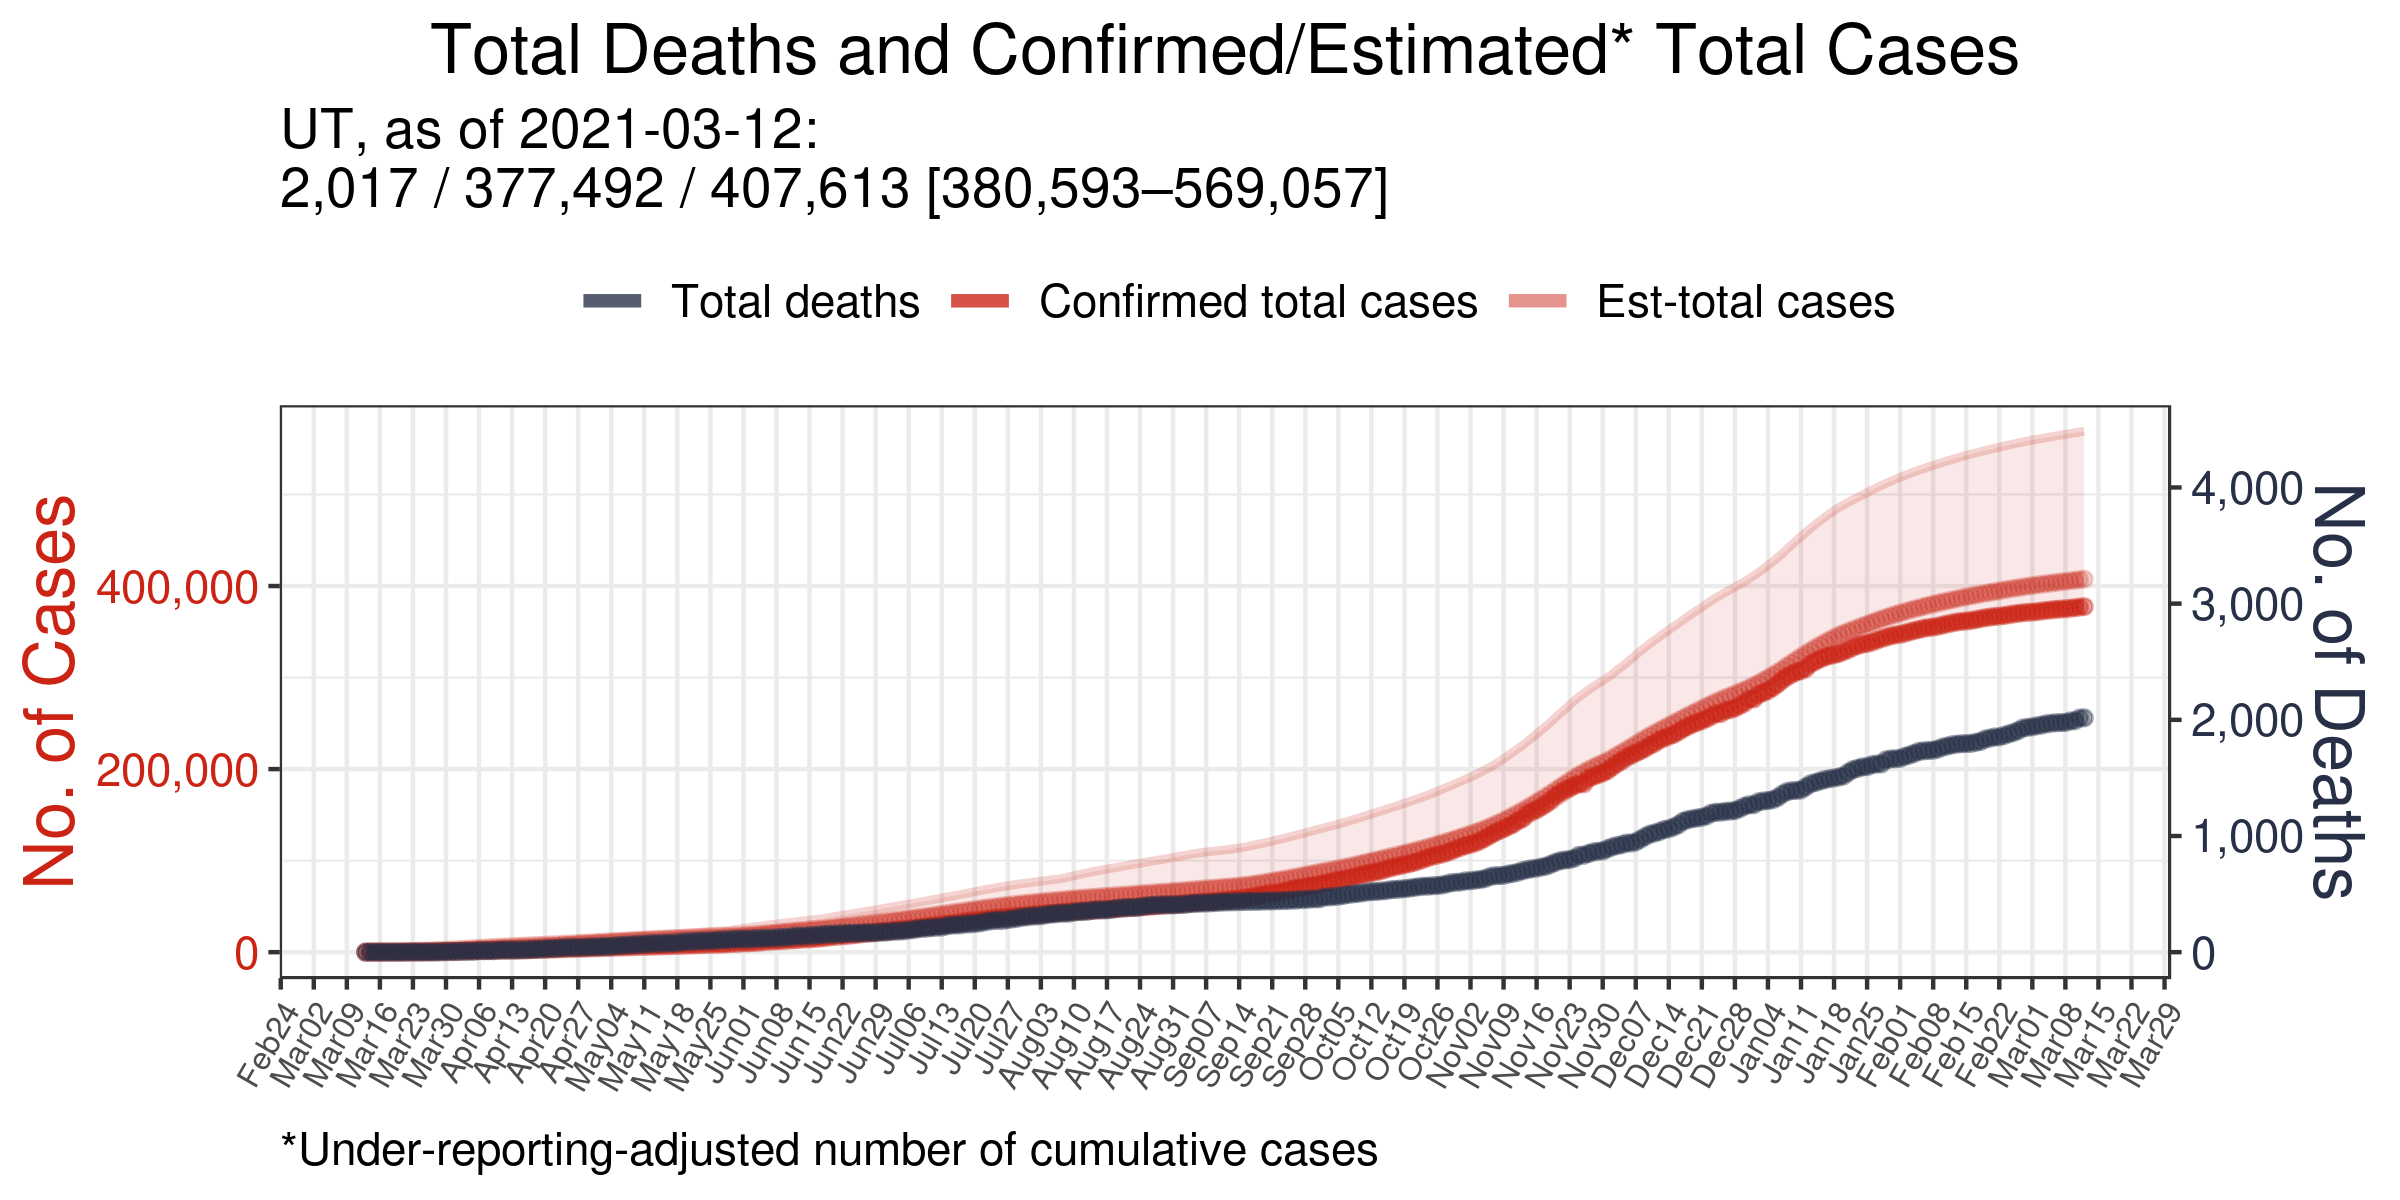 Total Deaths and Confirmed/Estimated* Total Cases
UT, as of 2021-03-12:
2,017 / 377,492 / 407,613 [380,593–569,057]
Total deaths Confirmed total cases Est-total cases
No. of Cases
400,000
200,000
0
4,000
3,000
2,000
1,000
0
No. of Deaths
Feb24 Mar02 Mar09 Mar16 Mar23 Mar30 Apr06 Apr13 Apr20 Apr27 May04 May11 May18 May25 Jun01 Jun08 Jun15 Jun22 Jun29 Jul06 Jul13 Jul20 Jul27 Aug03 Aug10 Aug17 Aug24 Aug31 Sep07 Sep14 Sep21 Sep28 Oct05 Oct12 Oct19 Oct26 Nov02 Nov09 Nov16 Nov23 Nov30 Dec07 Dec14 Dec21 Dec28 Jan04 Jan11 Jan18 Jan25 Feb01 Feb08 Feb15 Feb22 Mar01 Mar08 Mar15 Mar22 Mar29
*Under-reporting-adjusted number of cumulative cases